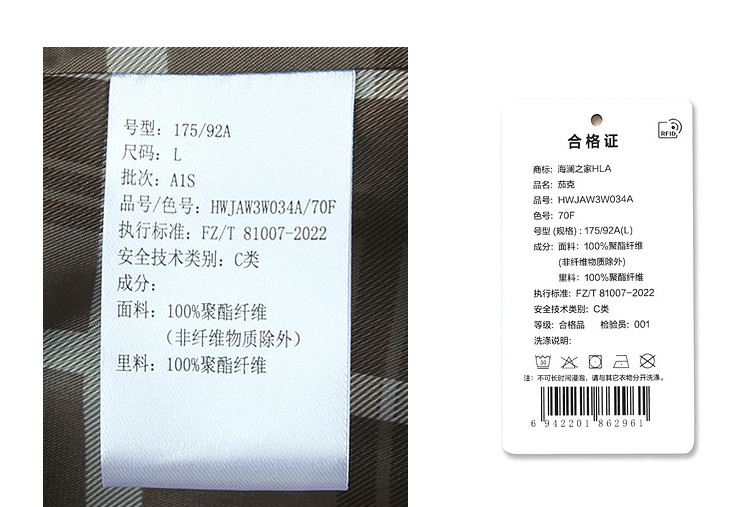 号型：175/92A
尺码：L
批次：A1S
品号/色号：HWJAW3W034A/70F
执行标准：FZ/T 81007-2022
安全技术类别：C类
成分：
面料：100%聚酯纤维
（非纤维物质除外）
里料：100%聚酯纤维
RFID
合格证
商标：海澜之家HLA
品名：茄克
品号：HWJAW3W034A
色号：70F
号型(规格)：175/92A(L)
成分：面料：100%聚酯纤维
(非纤维物质除外)
里料：100%聚酯纤维
执行标准：FZ/T 81007-2022
安全技术类别：C类
等级：合格品 检验员：001
洗涤说明：
30
注：不可长时间浸泡，请与其它衣物分开洗涤。
6 942201 862961